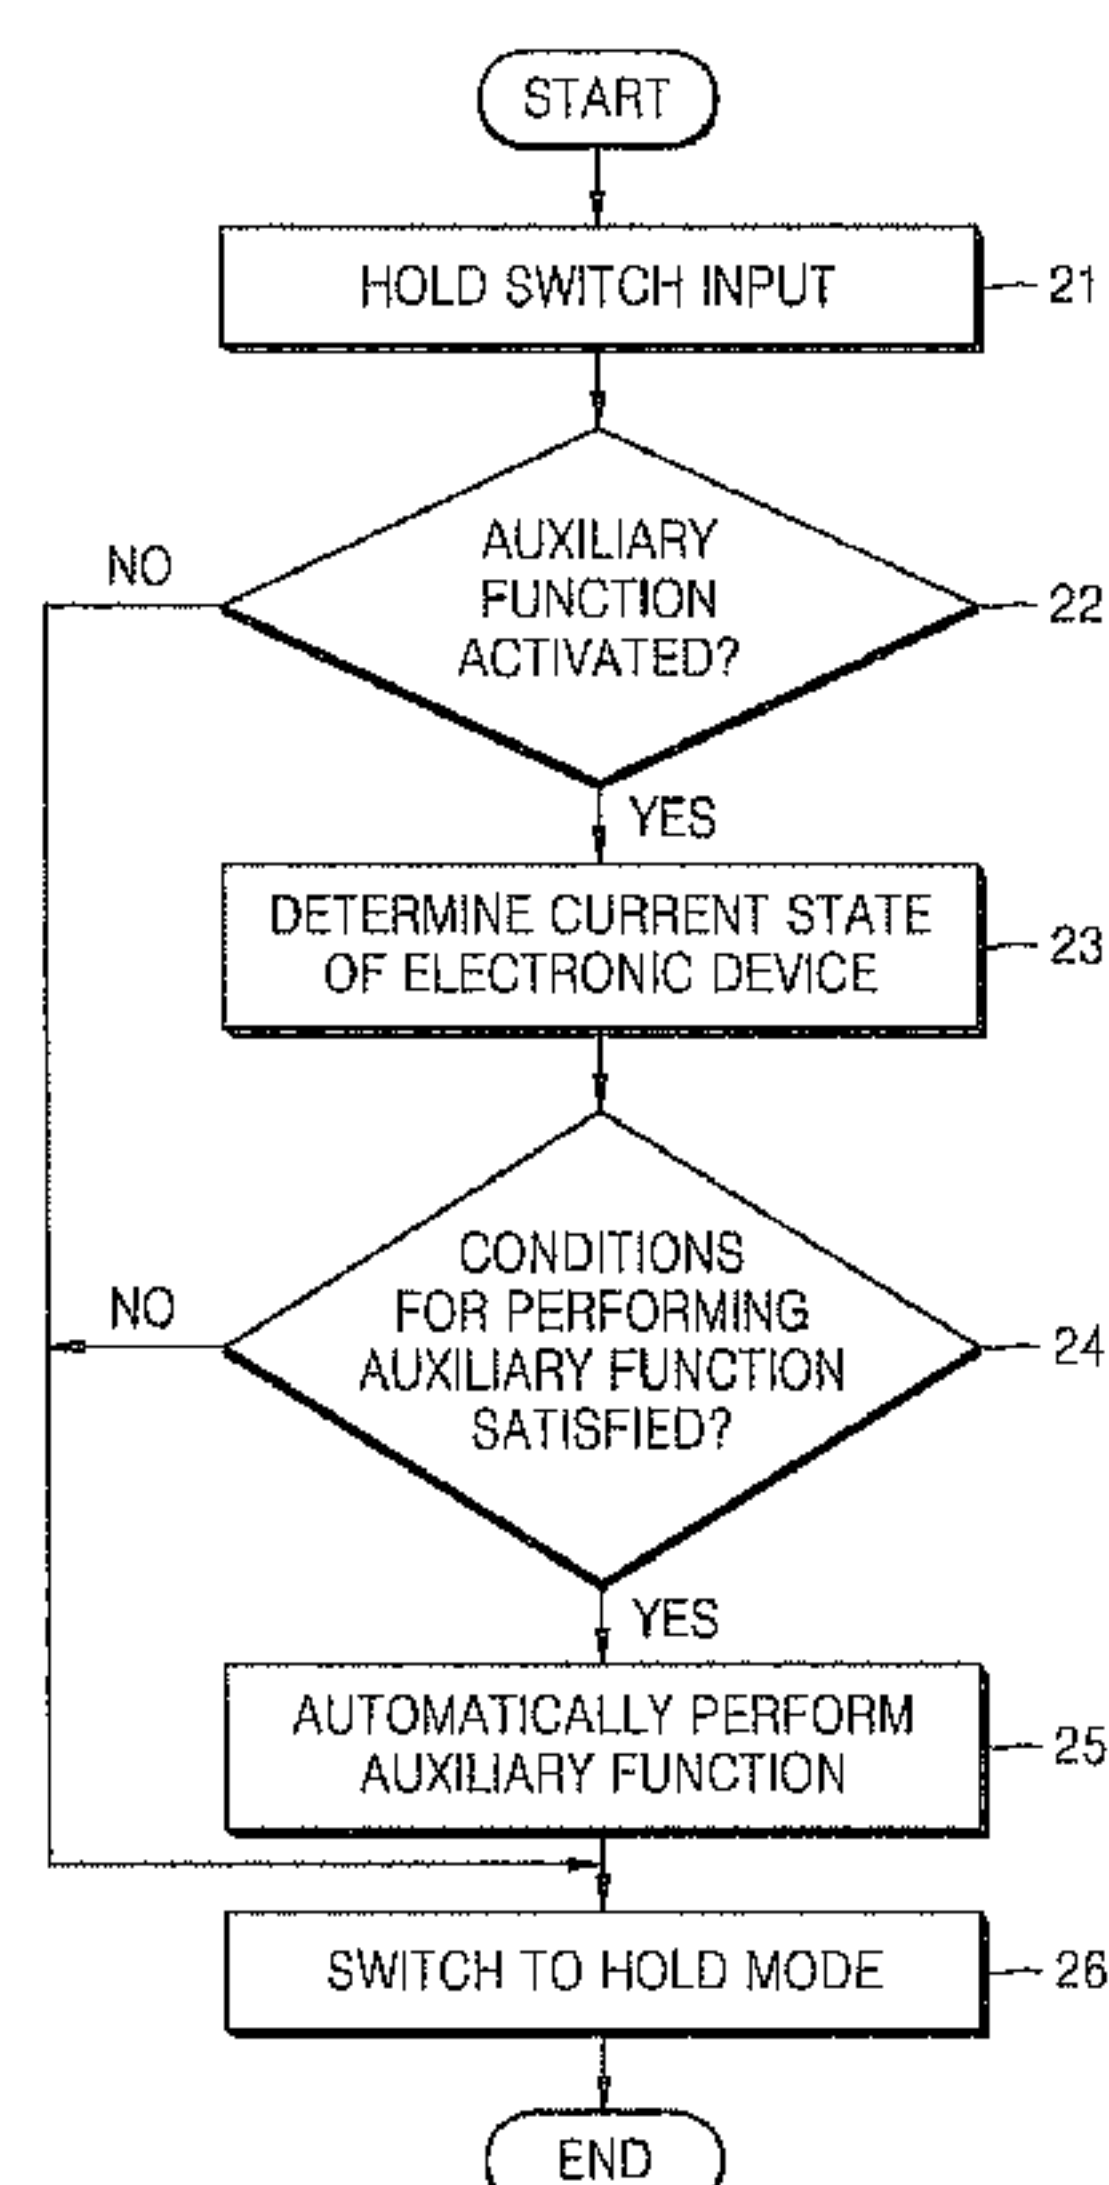 START
HOLD SWITCH INPUT
21
AUXILIARY
FUNCTION
ACTIVATED?
NO
22
YES
DETERMINE CURRENT STATE
OF ELECTRONIC DEVICE
23
CONDITIONS
FOR PERFORMING
AUXILIARY FUNCTION
SATISFIED?
NO
24
YES
AUTOMATICALLY PERFORM
AUXILIARY FUNCTION
25
SWITCH TO HOLD MODE
26
END